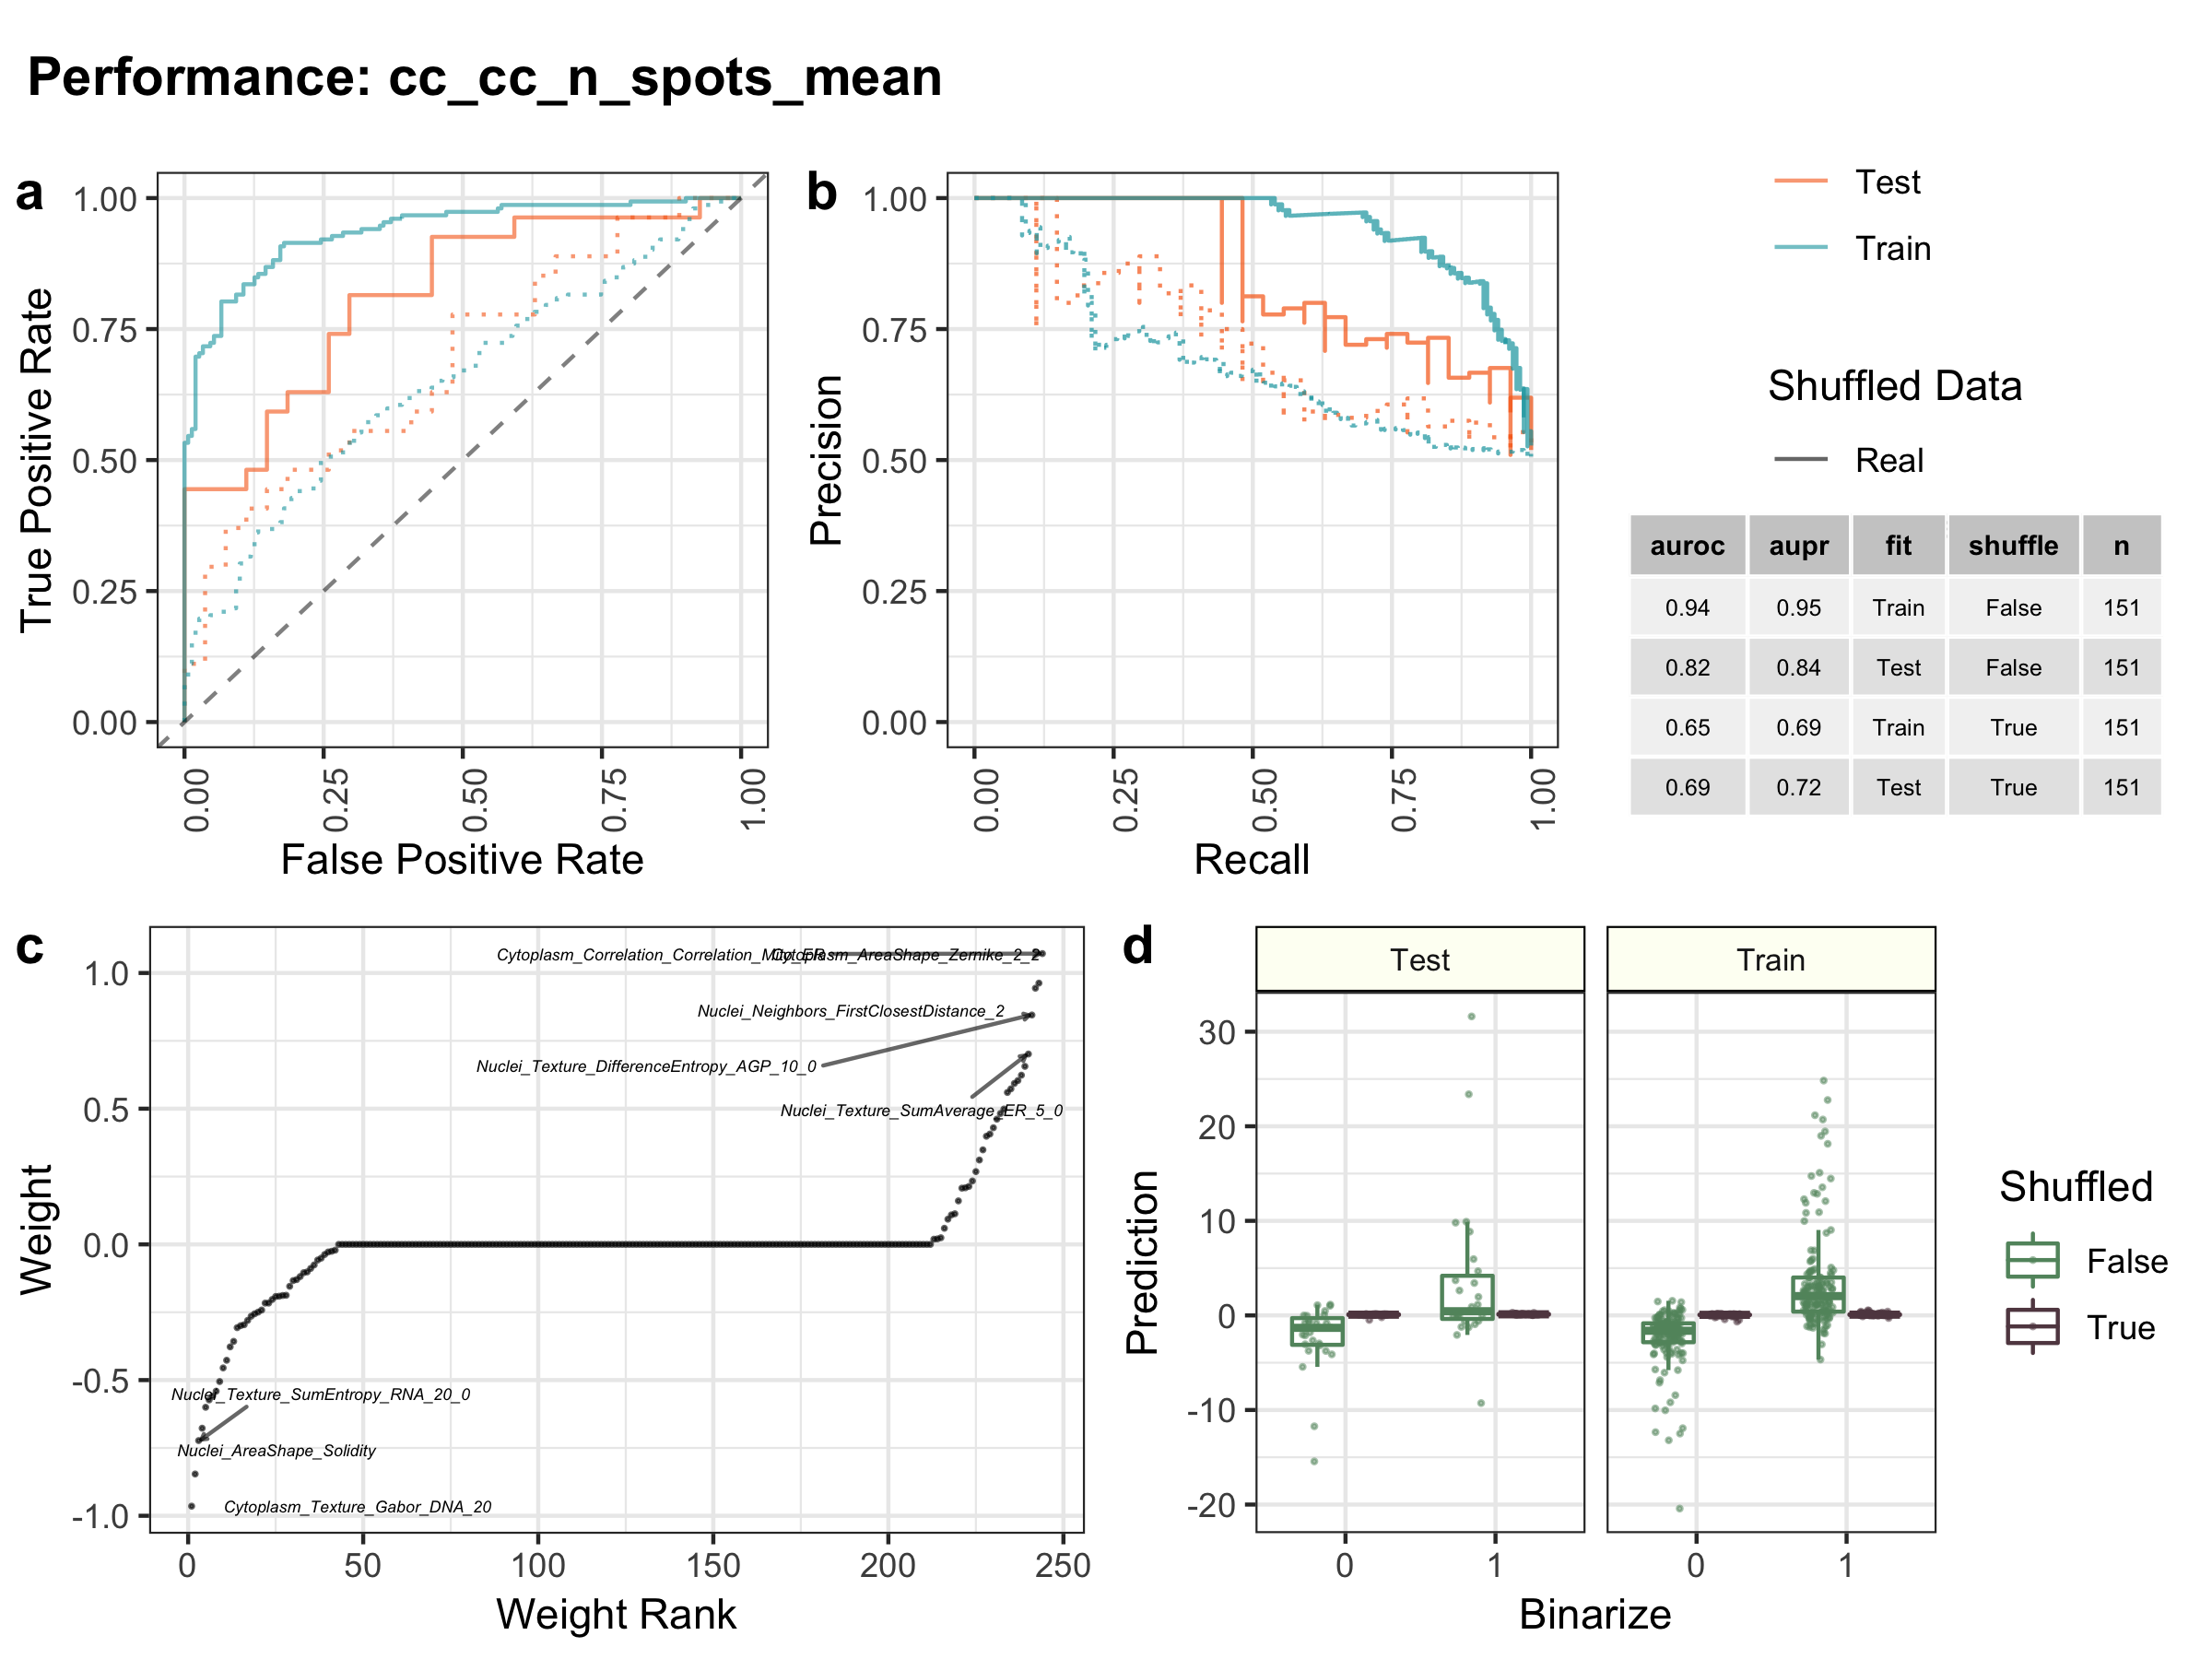 Performance: cc_cc_n_spots_mean
a
1.00
0.75
0.50
0.25
0.00
True Positive Rate
0.00
0.25
0.50
0.75
1.00
False Positive Rate
b
1.00
0.75
0.50
0.25
0.00
Precision
0.00
0.25
0.50
0.75
1.00
Recall
Test
Train
Shuffled Data
Real
auroc aupr fit shuffle n
0.94 0.95 Train False 151
0.82 0.84 Test False 151
0.65 0.69 Train True 151
0.69 0.72 Test True 151
c
1.0
0.5
0.0
-0.5
-1.0
Weight
Cytoplasm_Correlation_Correlation_Mito_ER
Cytoplasm_AreaShape_Zernike_2_2
Nuclei_Neighbors_FirstClosestDistance_2
Nuclei_Texture_DifferenceEntropy_AGP_10_0
Nuclei_Texture_SumAverage_ER_5_0
Nuclei_Texture_SumEntropy_RNA_20_0
Nuclei_AreaShape_Solidity
Cytoplasm_Texture_Gabor_DNA_20
0 50 100 150 200 250
Weight Rank
d
Test Train
30
20
10
0
-10
-20
Prediction
0 1 0 1
Binarize
Shuffled
False
True